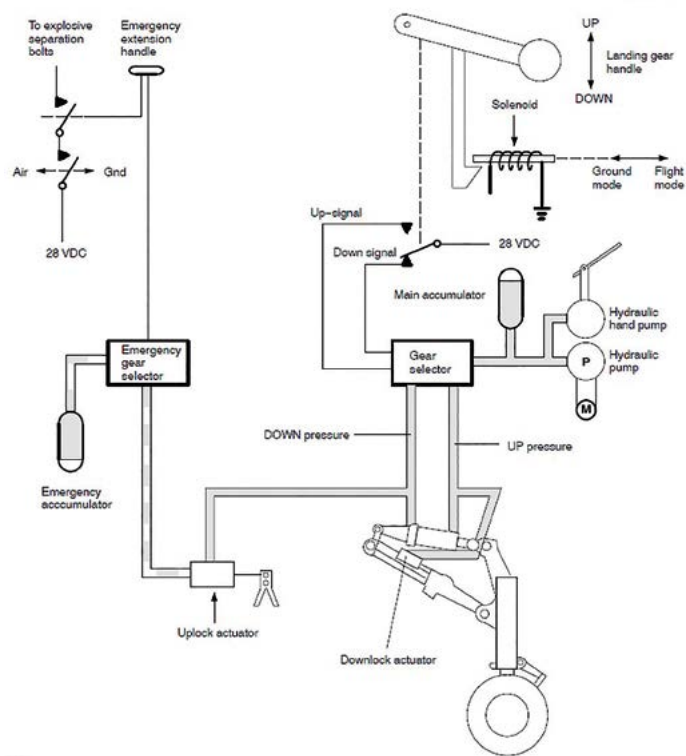 To explosive
separation
bolts
Emergency
extension
handle
UP
Landing gear
handle
DOWN
Solenoid
Air
Gnd
Ground
mode
Flight
mode
Up-signal
28 VDC
Down signal
28 VDC
Main accumulator
Hydraulic
hand pump
Emergency
gear
selector
Gear
selector
P
Hydraulic
pump
M
DOWN pressure
UP pressure
Emergency
acccumulator
Uplock actuator
Downlock actuator